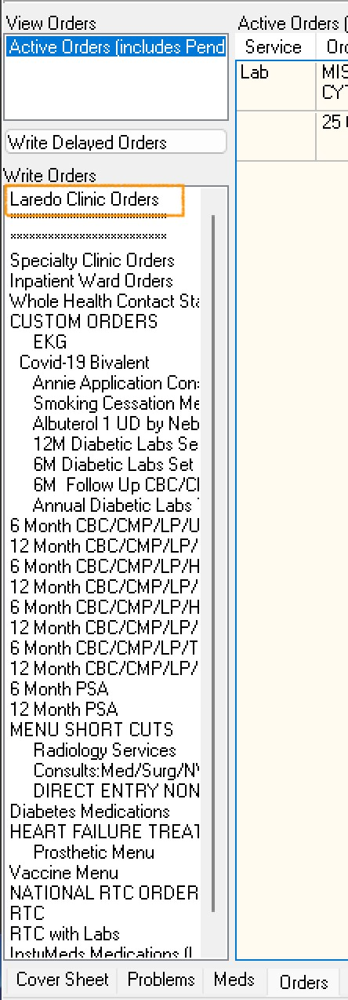 View Orders
Active Orders (includes Pend
Write Delayed Orders
Write Orders
Laredo Clinic Orders
Specialty Clinic Orders
Inpatient Ward Orders
Whole Health Contact Sta
CUSTOM ORDERS
EKG
Covid-19 Bivalent
Annie Application Con
Smoking Cessation Me
Albuterol 1 UD by Neb
12M Diabetic Labs Se
6M Diabetic Labs Set
6M Follow Up CBC/C
Annual Diabetic Labs
6 Month CBC/CMP/LP/U
12 Month CBC/CMP/LP/
6 Month CBC/CMP/LP/H
12 Month CBC/CMP/LP/
6 Month CBC/CMP/LP/H
12 Month CBC/CMP/LP/
6 Month CBC/CMP/LP/T
12 Month CBC/CMP/LP/
6 Month PSA
12 Month PSA
MENU SHORT CUTS
Radiology Services
Consults:Med/Surg/N
DIRECT ENTRY NON
Diabetes Medications
HEART FAILURE TREAT
Prosthetic Menu
Vaccine Menu
NATIONAL RTC ORDER
RTC
RTC with Labs
InstyMeds Medications (L
Active Orders (
Service Ord
Lab MIS
CYT
25
Cover Sheet Problems Meds Orders